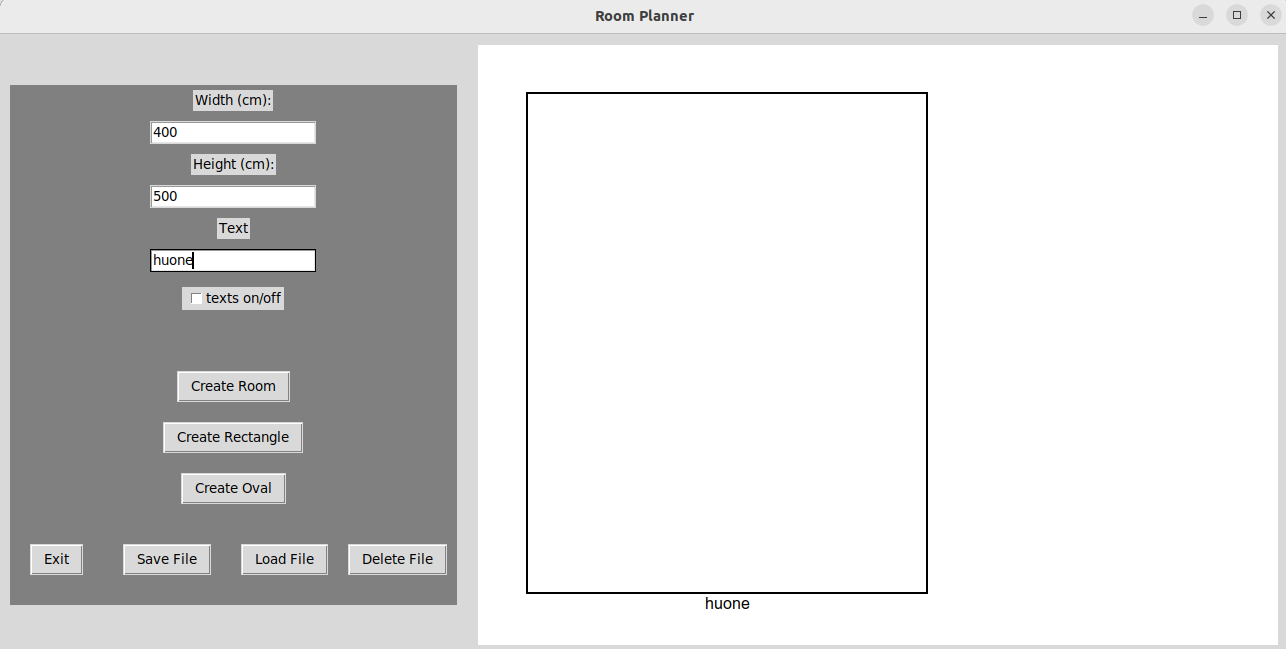 Room Planner
Width (cm):
400
Height (cm):
500
Text
huone
texts on/off
Create Room
Create Rectangle
Create Oval
Exit Save File Load File Delete File
huone